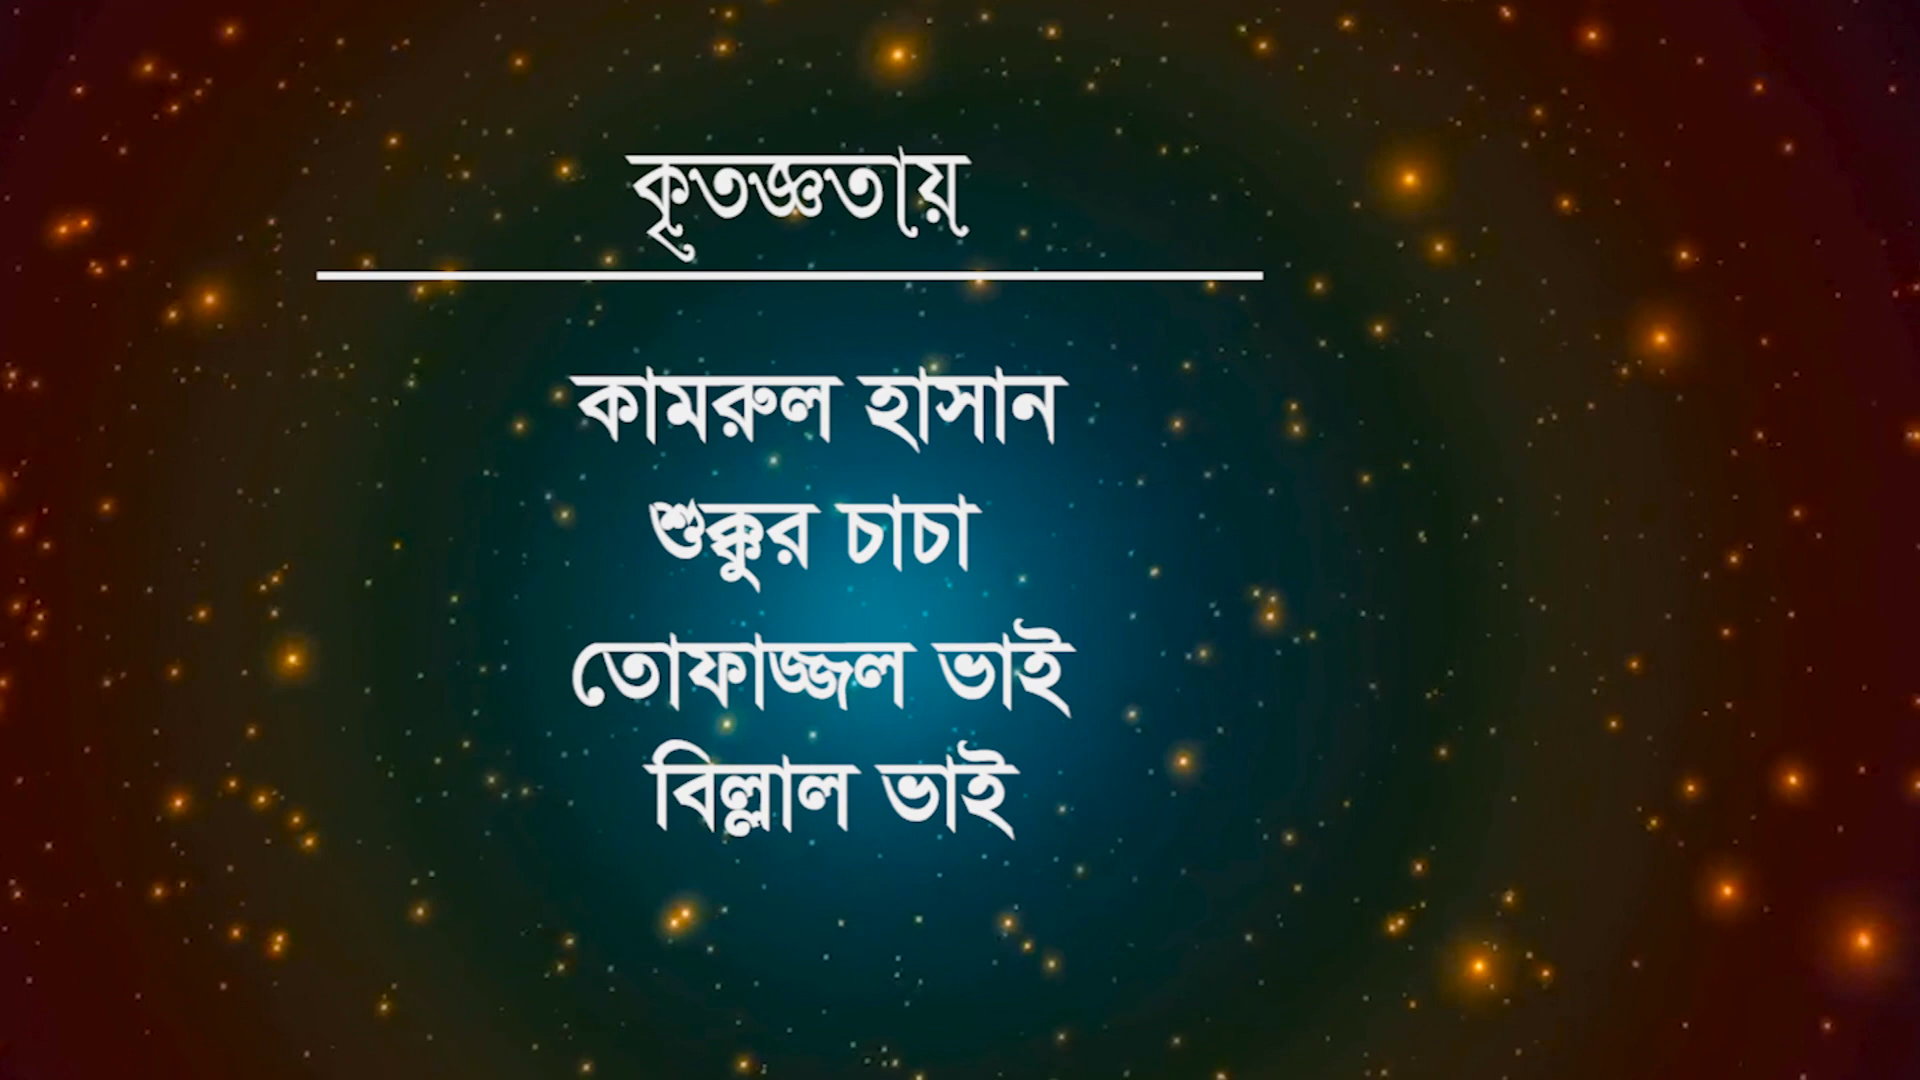 কৃতজ্ঞতায়
কামরুল হাসান
শুক্কুর চাচা
তোফাজ্জল ভাই
বিল্লাল ভাই